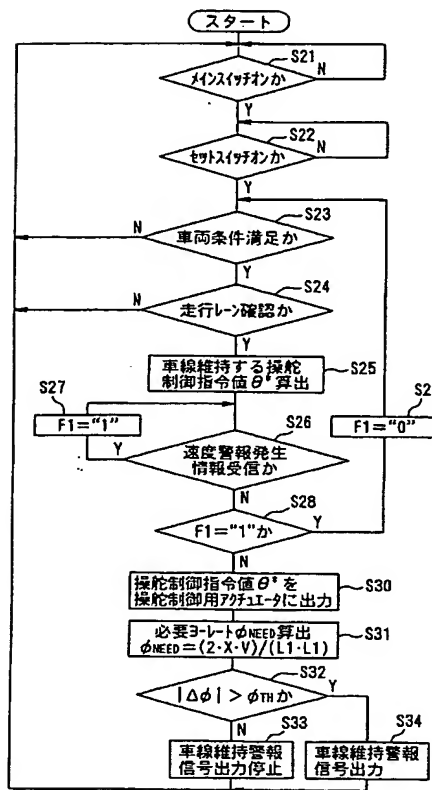 スタート
S21
メインスイッチオンか
N
Y
S22
セットスイッチオンか
N
Y
S23
N
車両条件満足か
Y
S24
N
走行レーン確認か
Y
車線維持する操舵
制御指令値θ*算出
S25
S27
F1="1"
S26
S2
F1="0"
Y
速度警報発生
情報受信か
N
S28
F1="1"か
Y
N
操舵制御指令値θ*を
操舵制御用アクチュエータに出力
S30
必要ヨーレートφNEED算出
φNEED=(2・X・V)/(L1・L1)
S31
S32
|Δφ|>φTHか
Y
N
S33
S34
車線維持警報
信号出力停止
車線維持警報
信号出力